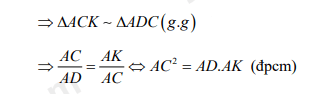 ⇒ ΔACK ~ ΔADC (g.g)
⇒ AC/AD = AK/AC ⇔ AC² = AD.AK (đpcm)